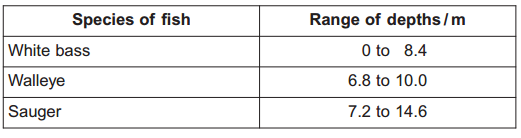 Species of fish Range of depths / m
White bass 0 to 8.4
Walleye 6.8 to 10.0
Sauger 7.2 to 14.6